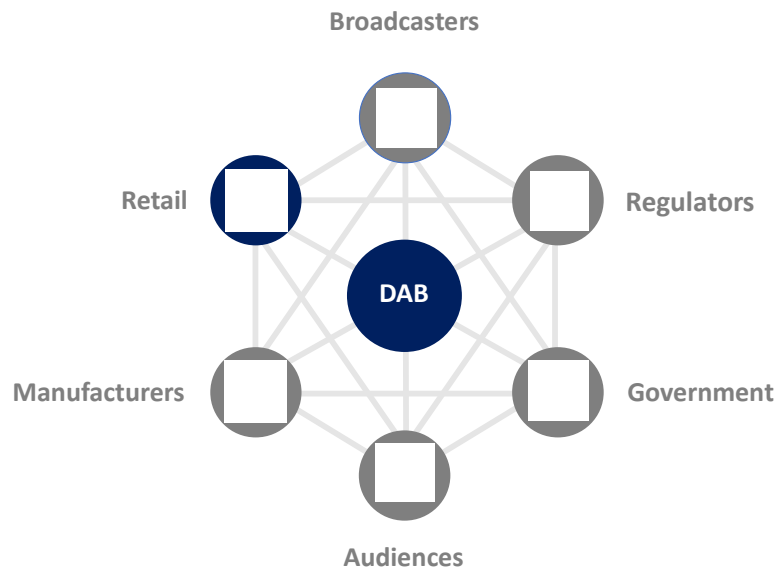 Broadcasters
Retail
Regulators
DAB
Manufacturers
Government
Audiences